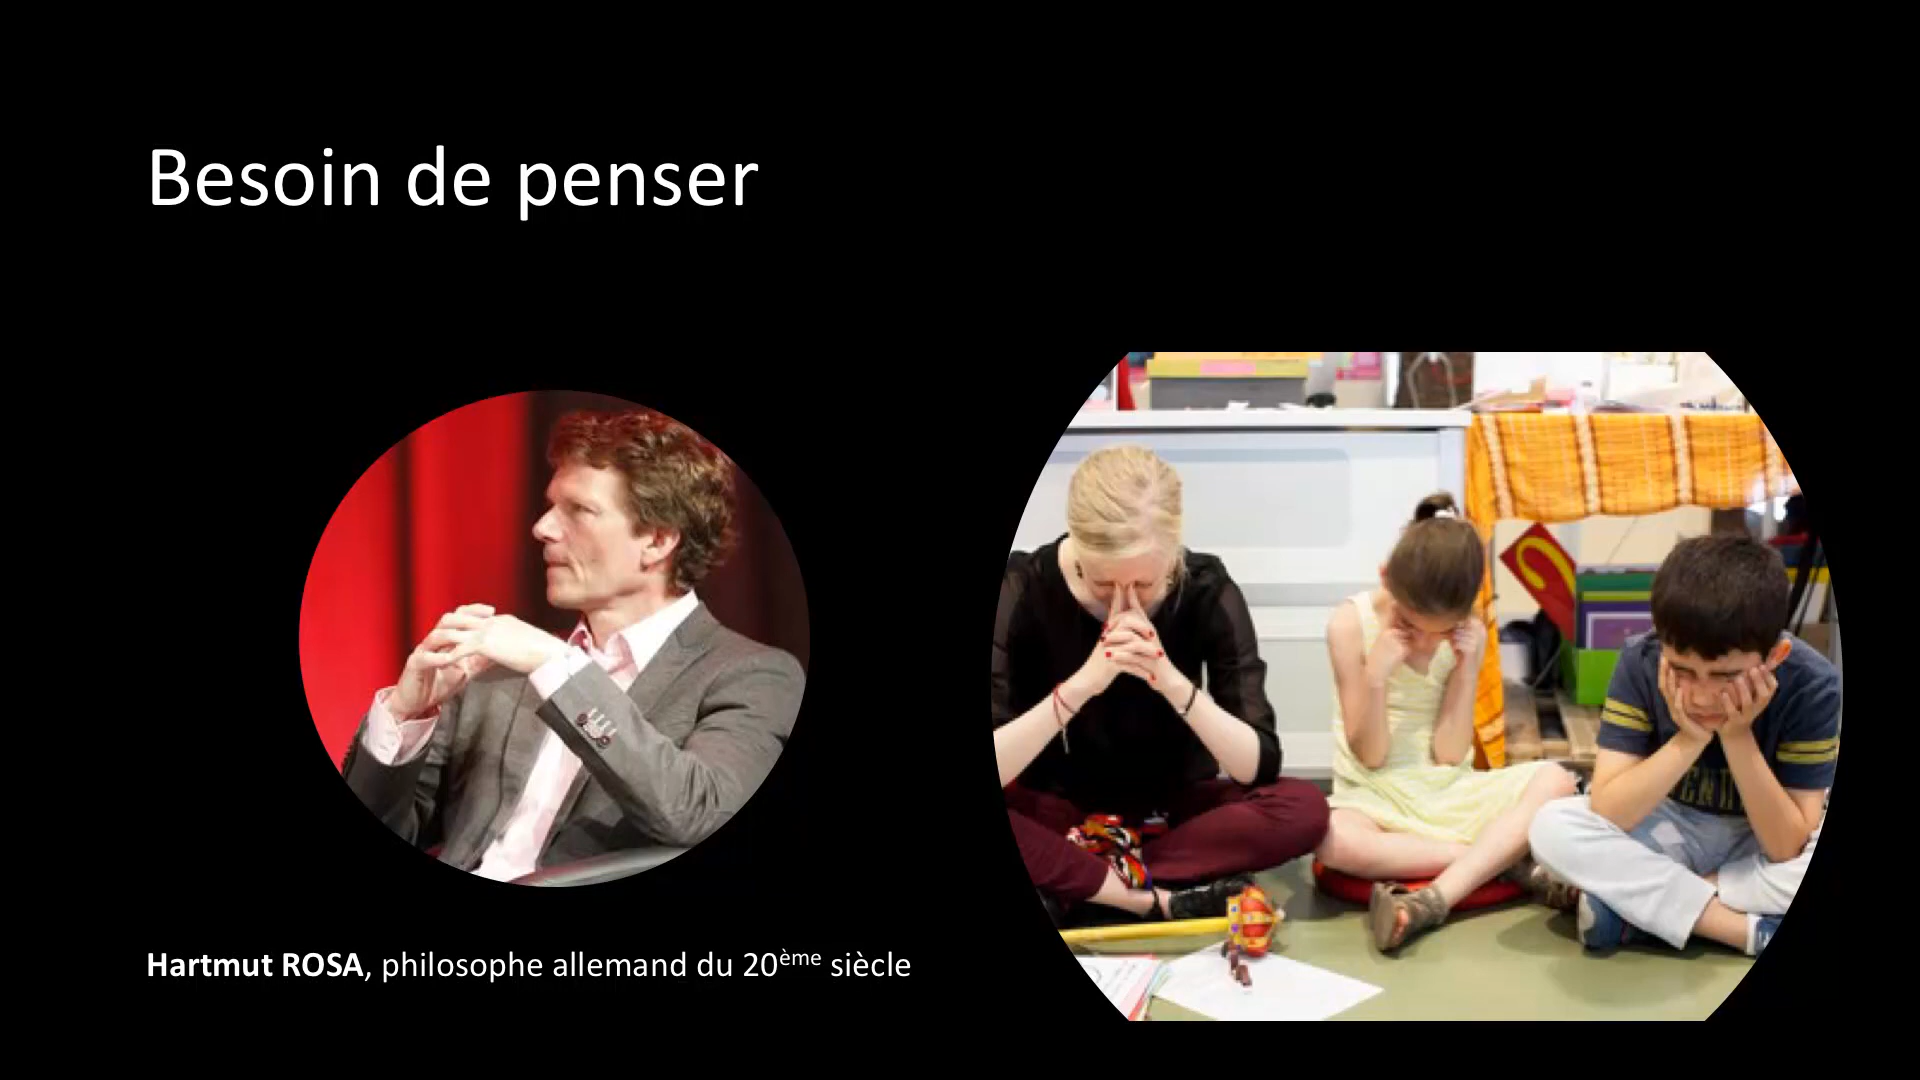 Besoin de penser
Hartmut ROSA, philosophe allemand du 20ème siècle